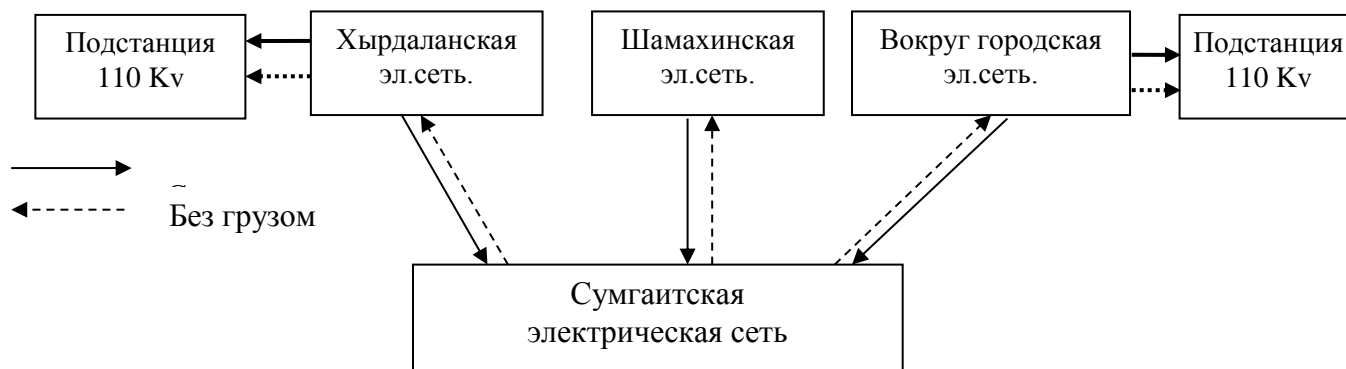 Подстанция
110 Kv
Хырдаланская
эл.сеть.
Шамахинская
эл.сеть.
Вокруг городская
эл.сеть.
Подстанция
110 Kv
Без грузом
Сумгаитская
электрическая сеть